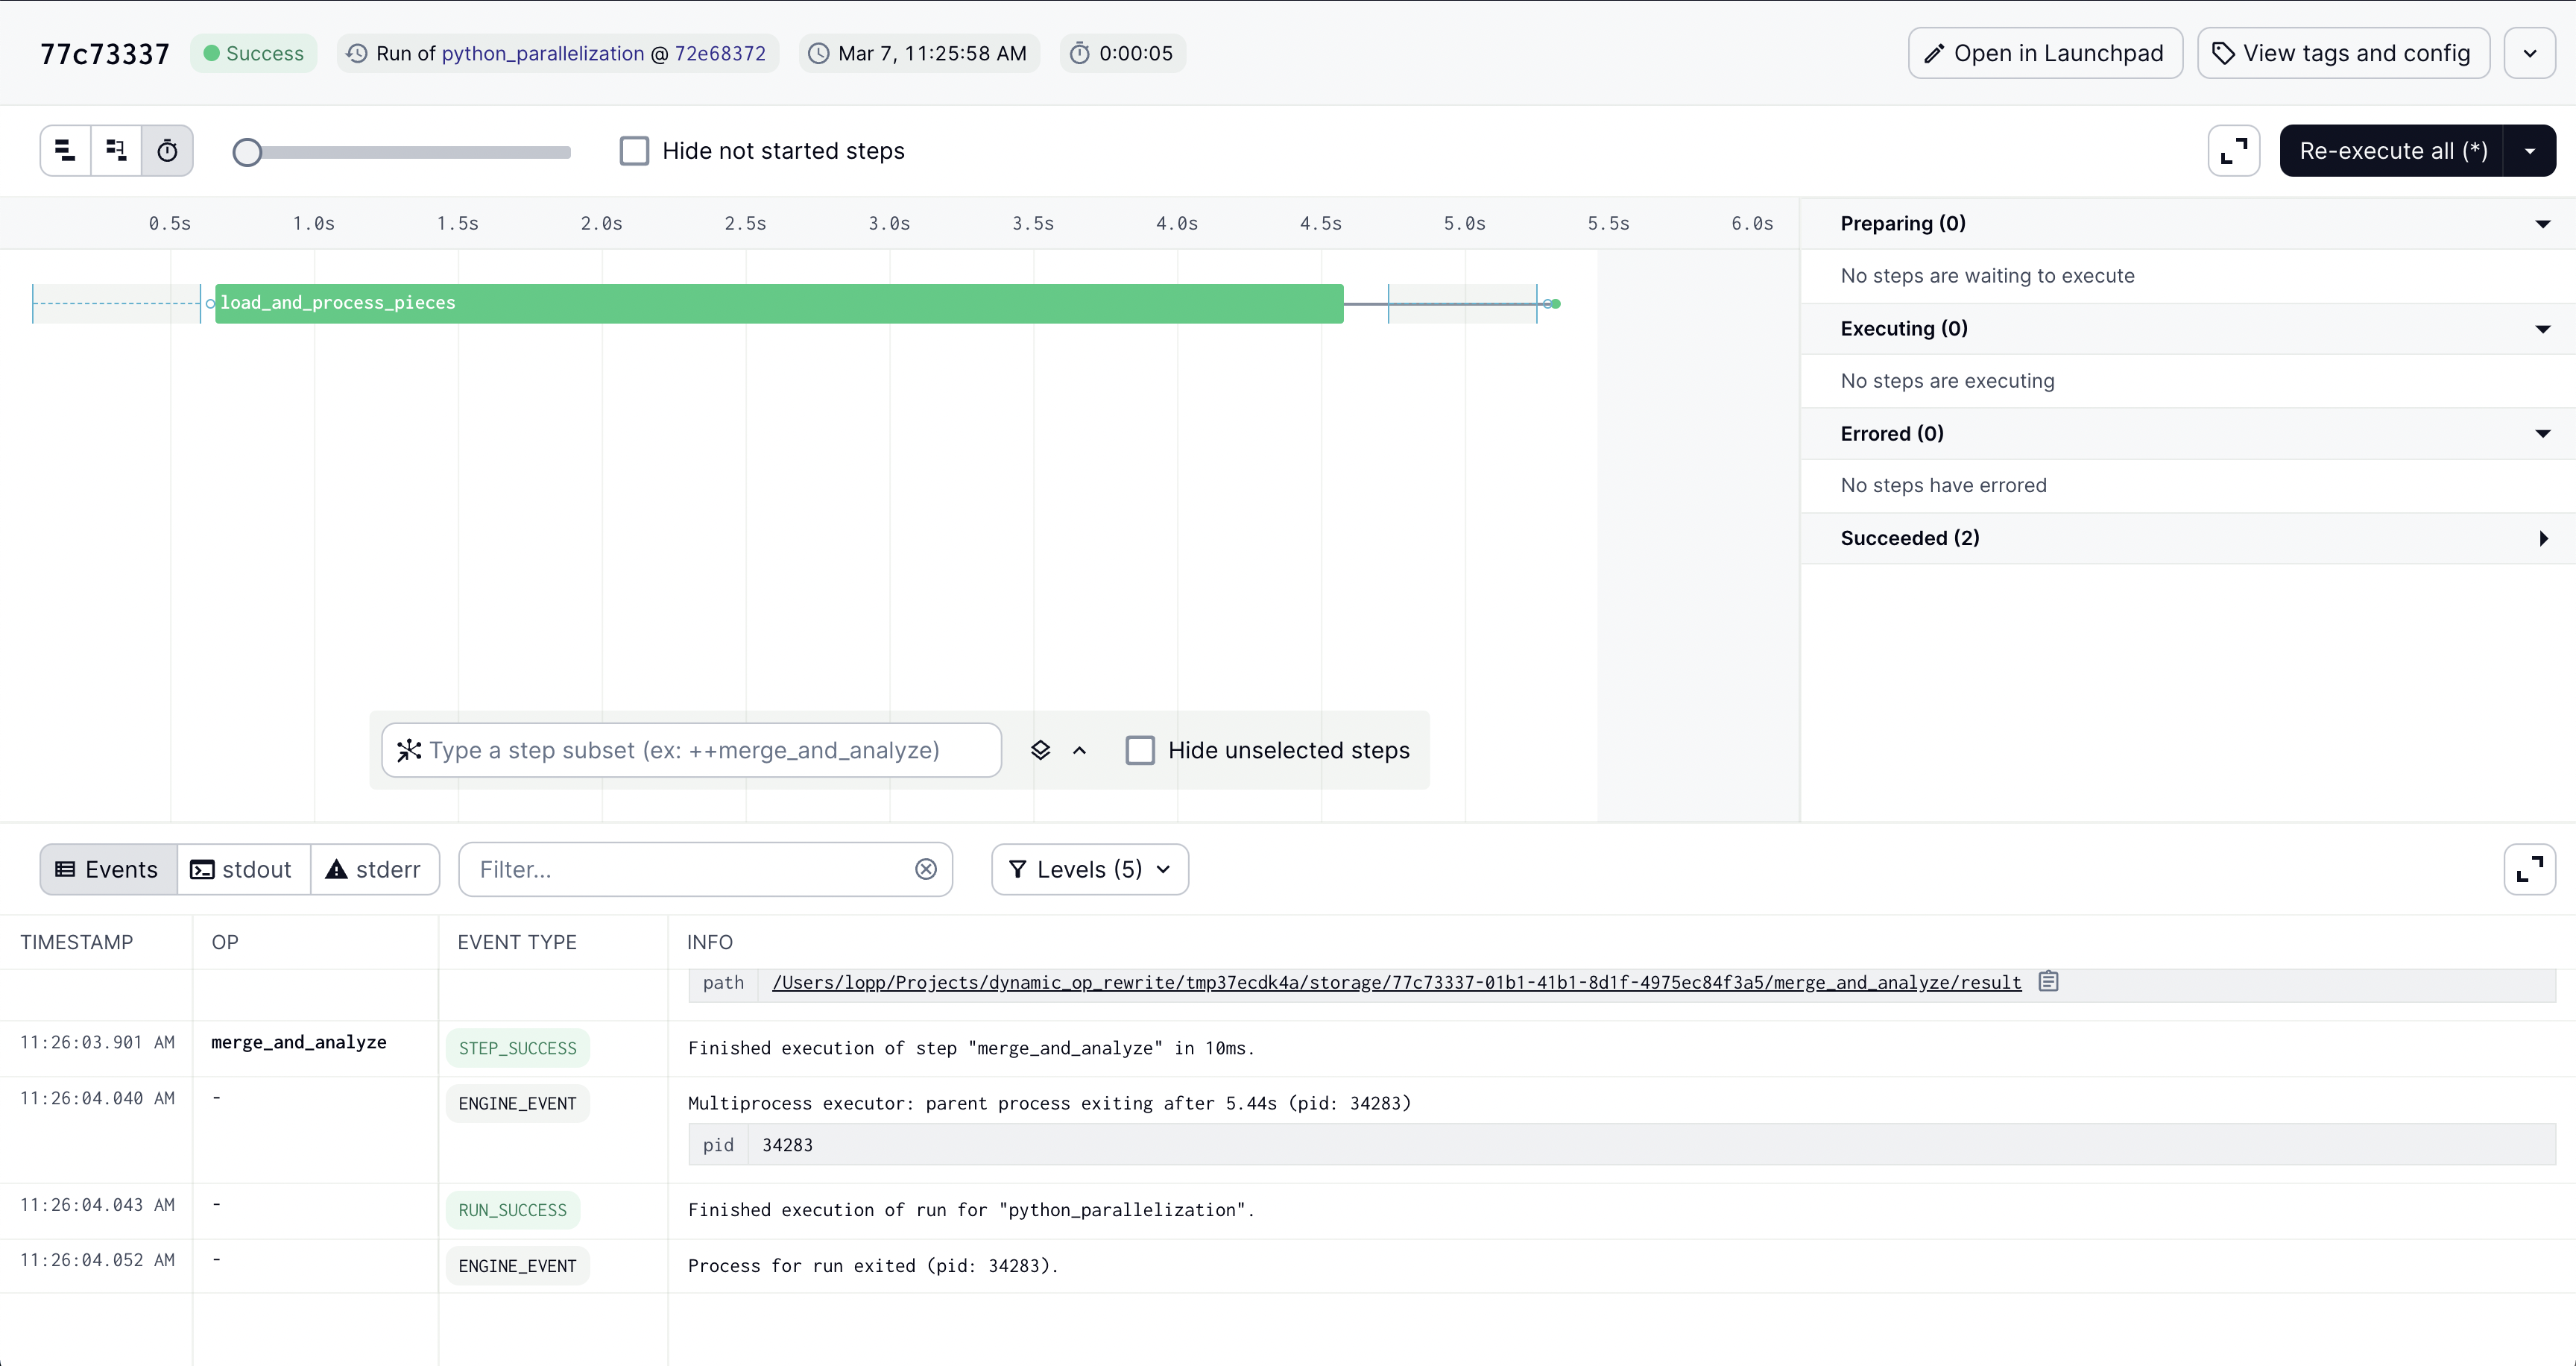 77c73337 Success Run of python_parallelization @ 72e68372 Mar 7, 11:25:58 AM 0:00:05 Open in Launchpad View tags and config
Hide not started steps Re-execute all (*)
0.5s 1.0s 1.5s 2.0s 2.5s 3.0s 3.5s 4.0s 4.5s 5.0s 5.5s 6.0s
load_and_process_pieces
Preparing (0)
No steps are waiting to execute
Executing (0)
No steps are executing
Errored (0)
No steps have errored
Succeeded (2)
Type a step subset (ex: ++merge_and_analyze) Hide unselected steps
Events stdout stderr Filter... Levels (5)
TIMESTAMP OP EVENT TYPE INFO
path /Users/lopp/Projects/dynamic_op_rewrite/tmp37ecdk4a/storage/77c73337-01b1-41b1-8d1f-4975ec84f3a5/merge_and_analyze/result
11:26:03.901 AM merge_and_analyze STEP_SUCCESS Finished execution of step "merge_and_analyze" in 10ms.
11:26:04.040 AM - ENGINE_EVENT Multiprocess executor: parent process exiting after 5.44s (pid: 34283)
pid 34283
11:26:04.043 AM - RUN_SUCCESS Finished execution of run for "python_parallelization".
11:26:04.052 AM - ENGINE_EVENT Process for run exited (pid: 34283).